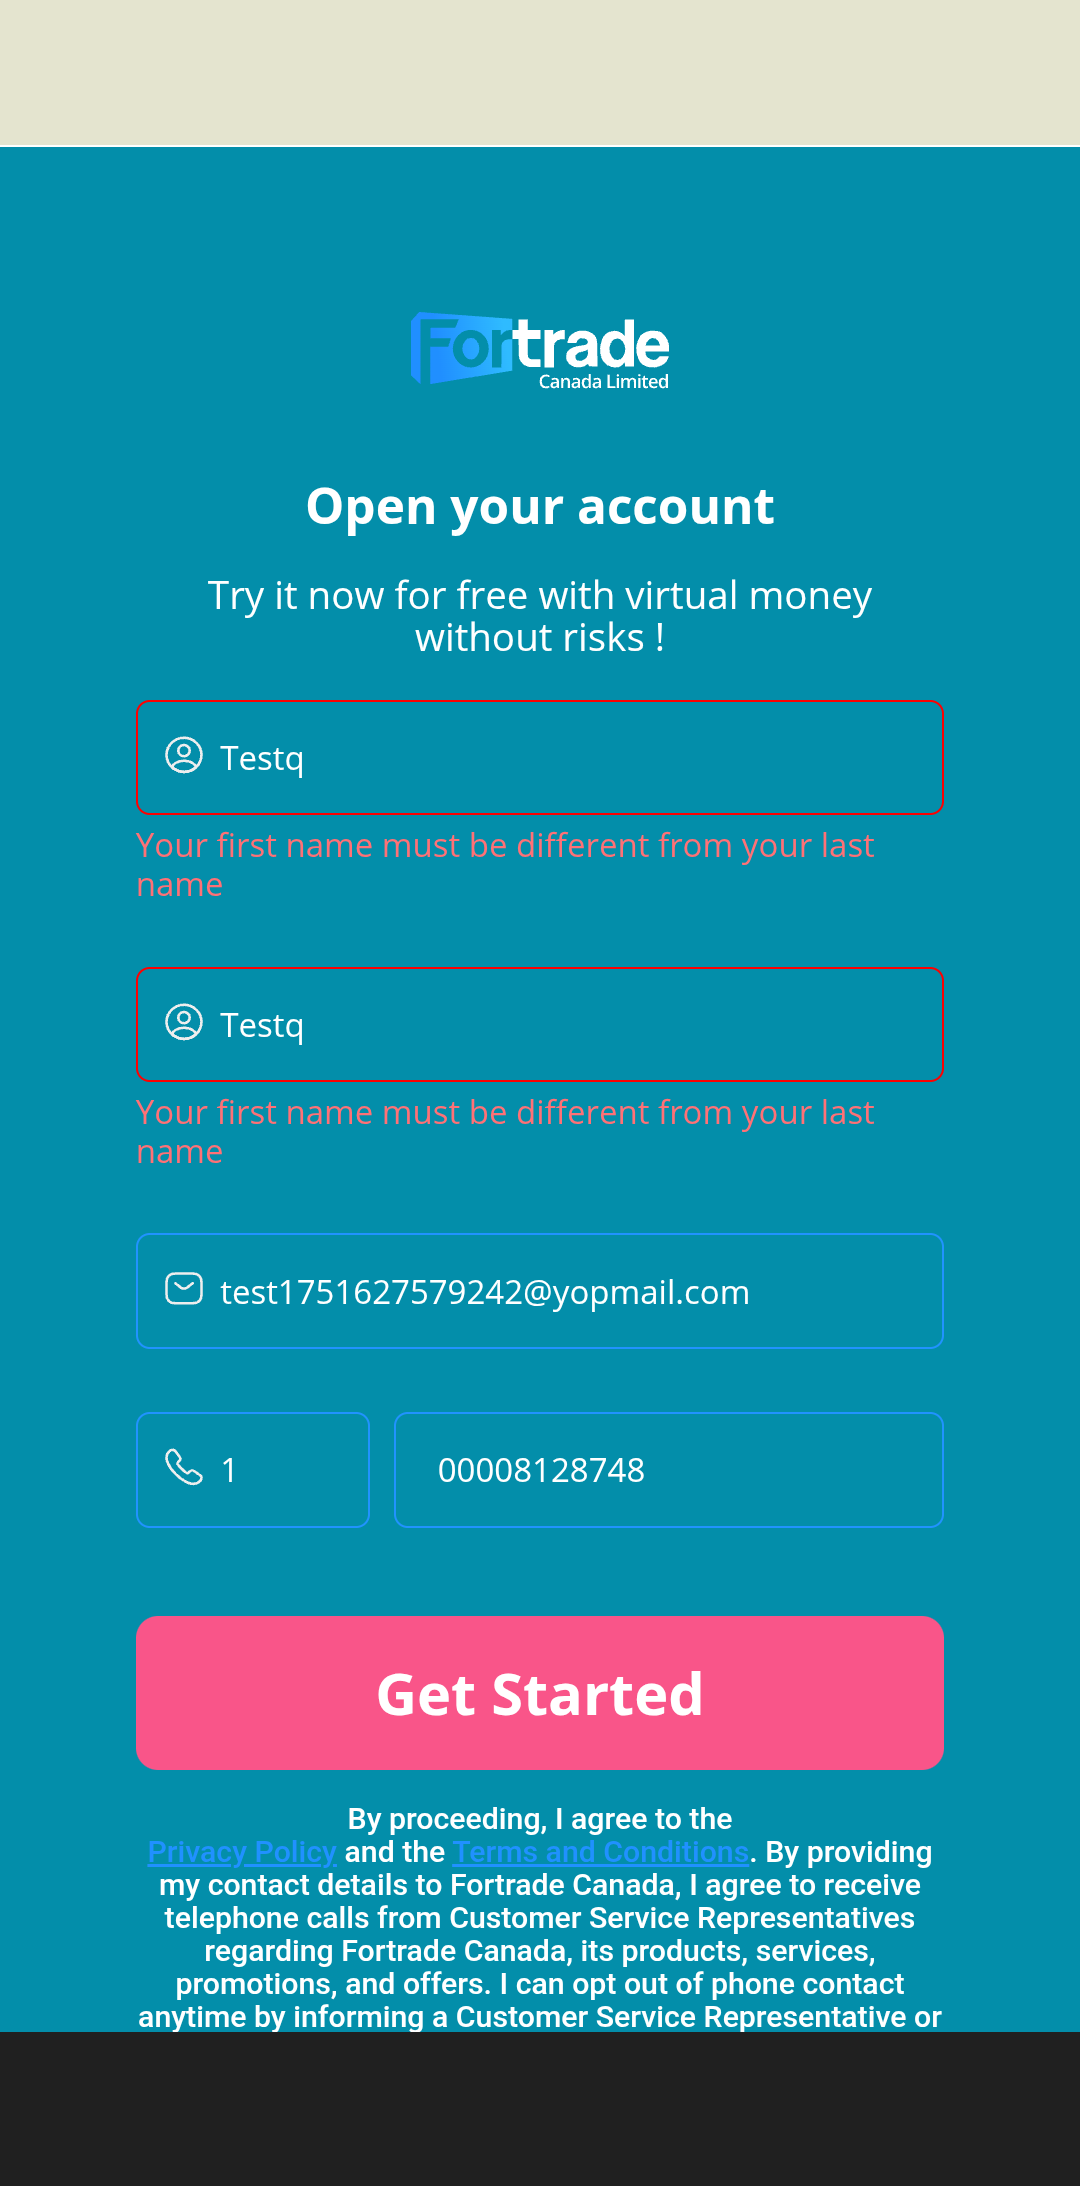 Fortrade
Canada Limited
Open your account
Try it now for free with virtual money
without risks !
Testq
Your first name must be different from your last
name
Testq
Your first name must be different from your last
name
test1751627579242@yopmail.com
1
00008128748
Get Started
By proceeding, I agree to the
Privacy Policy and the Terms and Conditions. By providing
my contact details to Fortrade Canada, I agree to receive
telephone calls from Customer Service Representatives
regarding Fortrade Canada, its products, services,
promotions, and offers. I can opt out of phone contact
anytime by informing a Customer Service Representative or